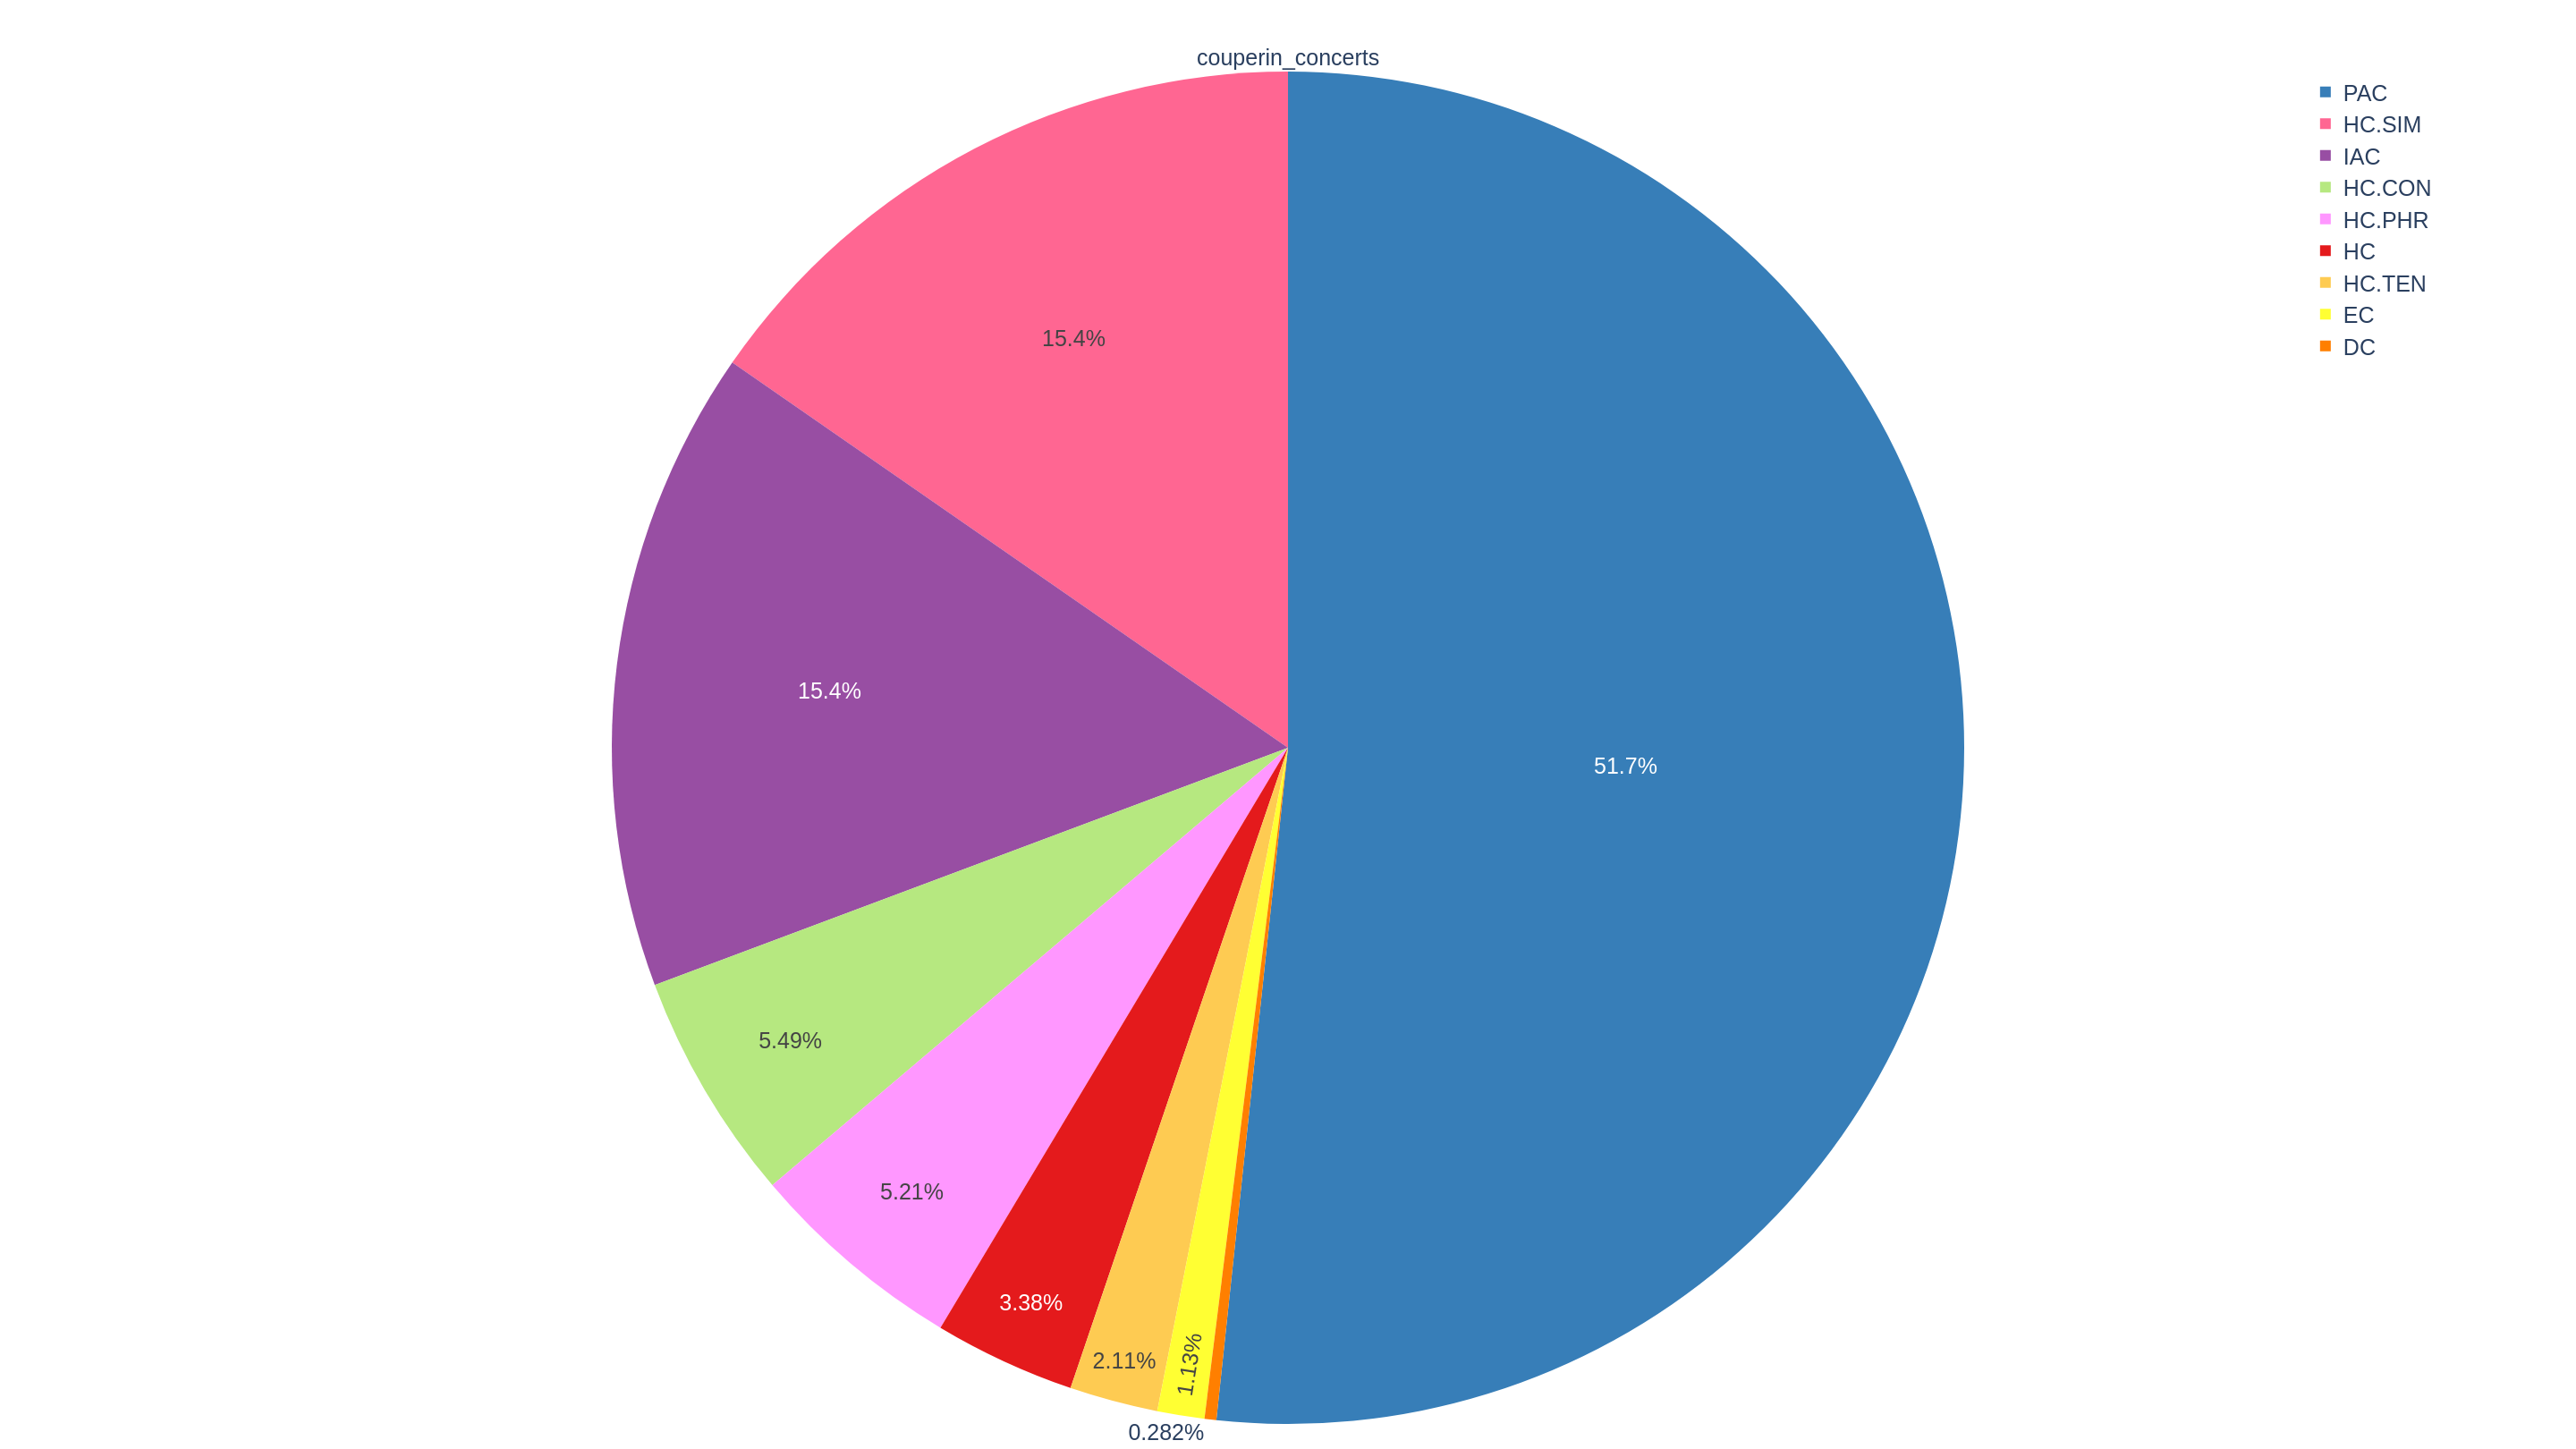 couperin_concerts
PAC
HC.SIM
IAC
HC.CON
HC.PHR
HC
HC.TEN
EC
DC
15.4%
15.4%
51.7%
5.49%
5.21%
3.38%
2.11%
1.13%
0.282%